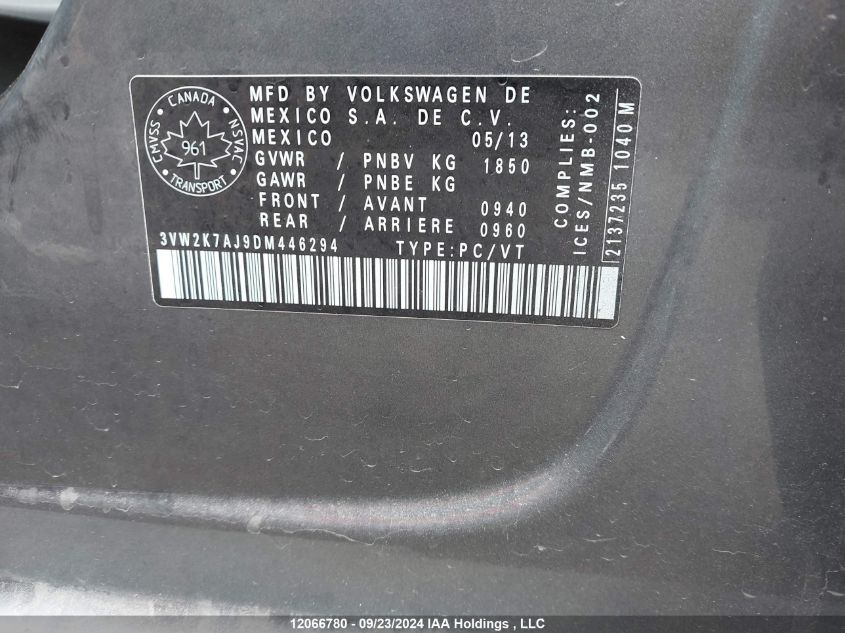 CANADA
CMVSS
NSVAC
961
TRANSPORT
MFD BY VOLKSWAGEN DE
MEXICO S.A. DE C.V.
MEXICO 05/13
GVWR / PNBV KG 1850
GAWR / PNBE KG
FRONT / AVANT 0940
REAR / ARRIERE 0960
3VW2K7AJ9DM446294 TYPE:PC/VT
COMPLIES:
ICES/NMB-002
2137235 1040 M
12066780 - 09/23/2024 IAA Holdings , LLC